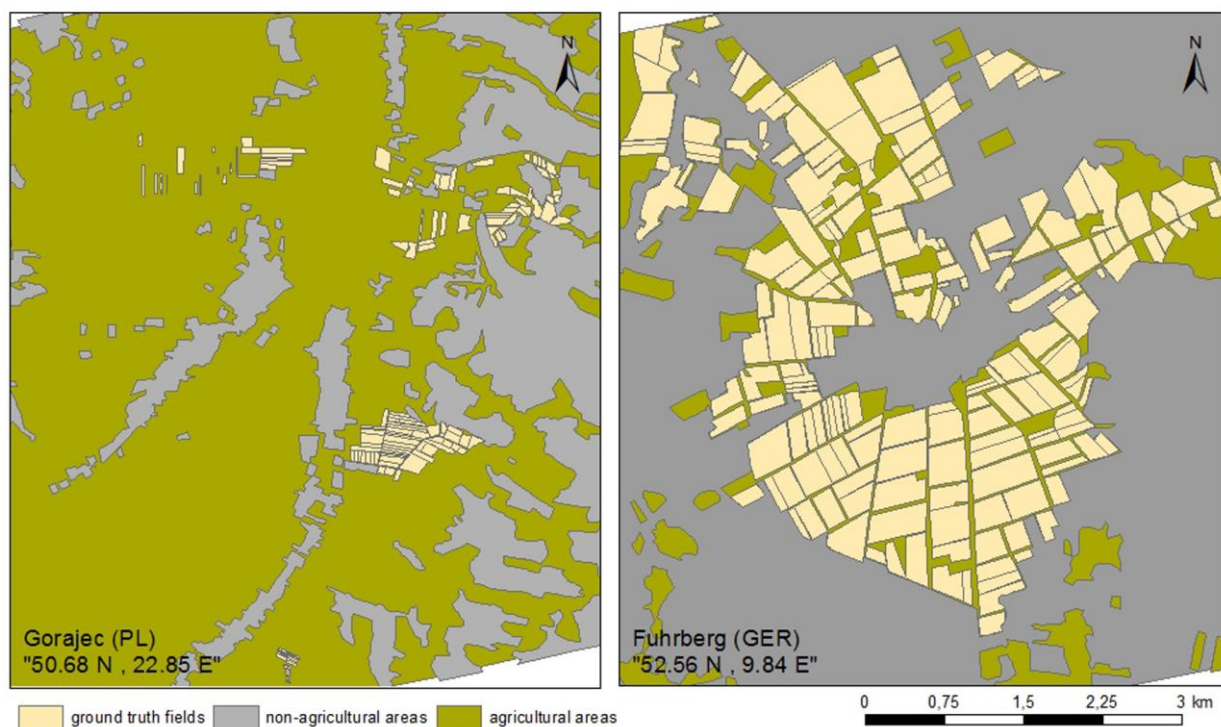 N
N
Gorajec (PL)
"50.68 N , 22.85 E"
Fuhrberg (GER)
"52.56 N , 9.84 E"
ground truth fields
non-agricultural areas
agricultural areas
0 0,75 1,5 2,25 3 km